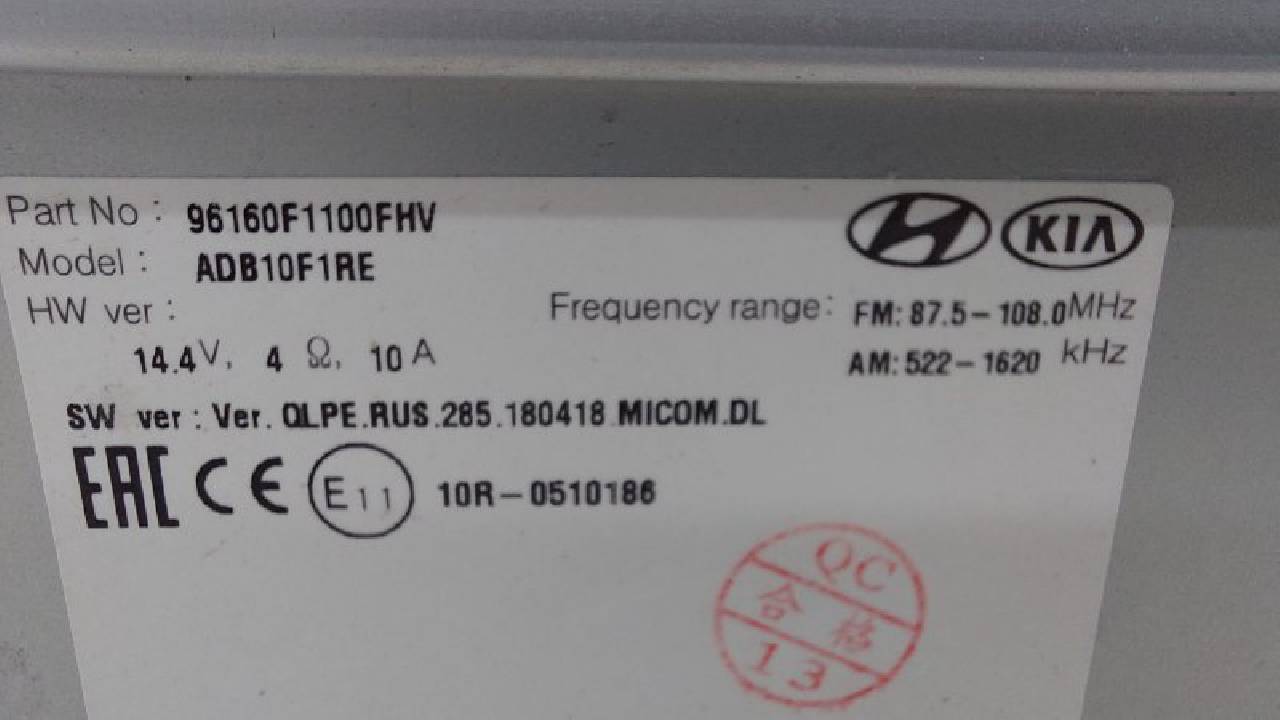 Part No : 96160F1100FHV
KIA
Model : ADB10F1RE
HW ver :
Frequency range: FM: 87.5-108.0MHz
14.4V, 4 Ω, 10 A
AM: 522-1620 kHz
SW ver : Ver. QLPE.RUS.285.180418 MICOM.DL
EAC CE E11 10R-0510186
QC
合格
13